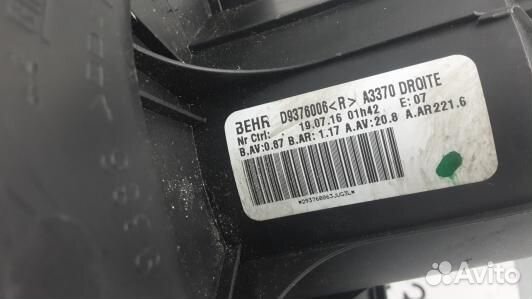 BEHR D9376006<R> A3370 DROITE
Nr Ctrl: 19.07.16 01h42 E: 07
B.AV:0.87 B.AR: 1.17 A.AV:20.8 A.AR221.6
*D9376006SJUG3L*
Avito